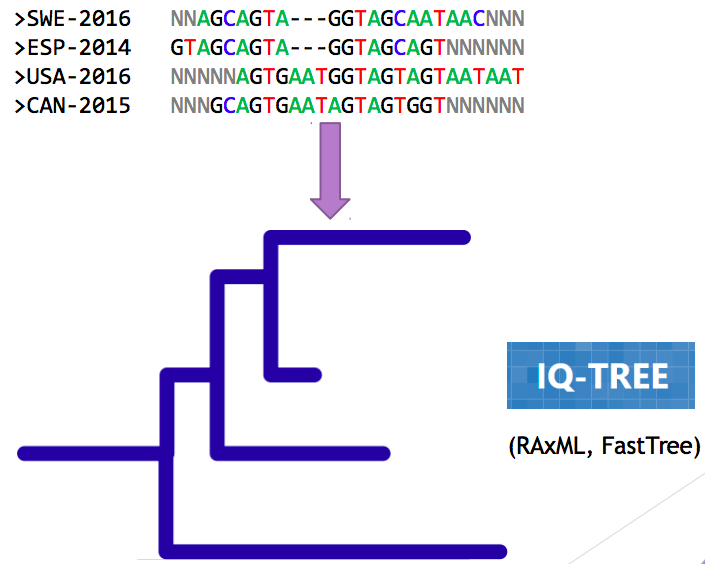 >SWE-2016 NNAGCAGTA---GGTAGCAATAACNNN
>ESP-2014 GTAGCAGTA---GGTAGCAGTNNNNNN
>USA-2016 NNNNNAGTGAATGGTAGTAGTAATAAT
>CAN-2015 NNNGCAGTGAATAGTAGTGGTNNNNNN
IQ-TREE
(RAxML, FastTree)